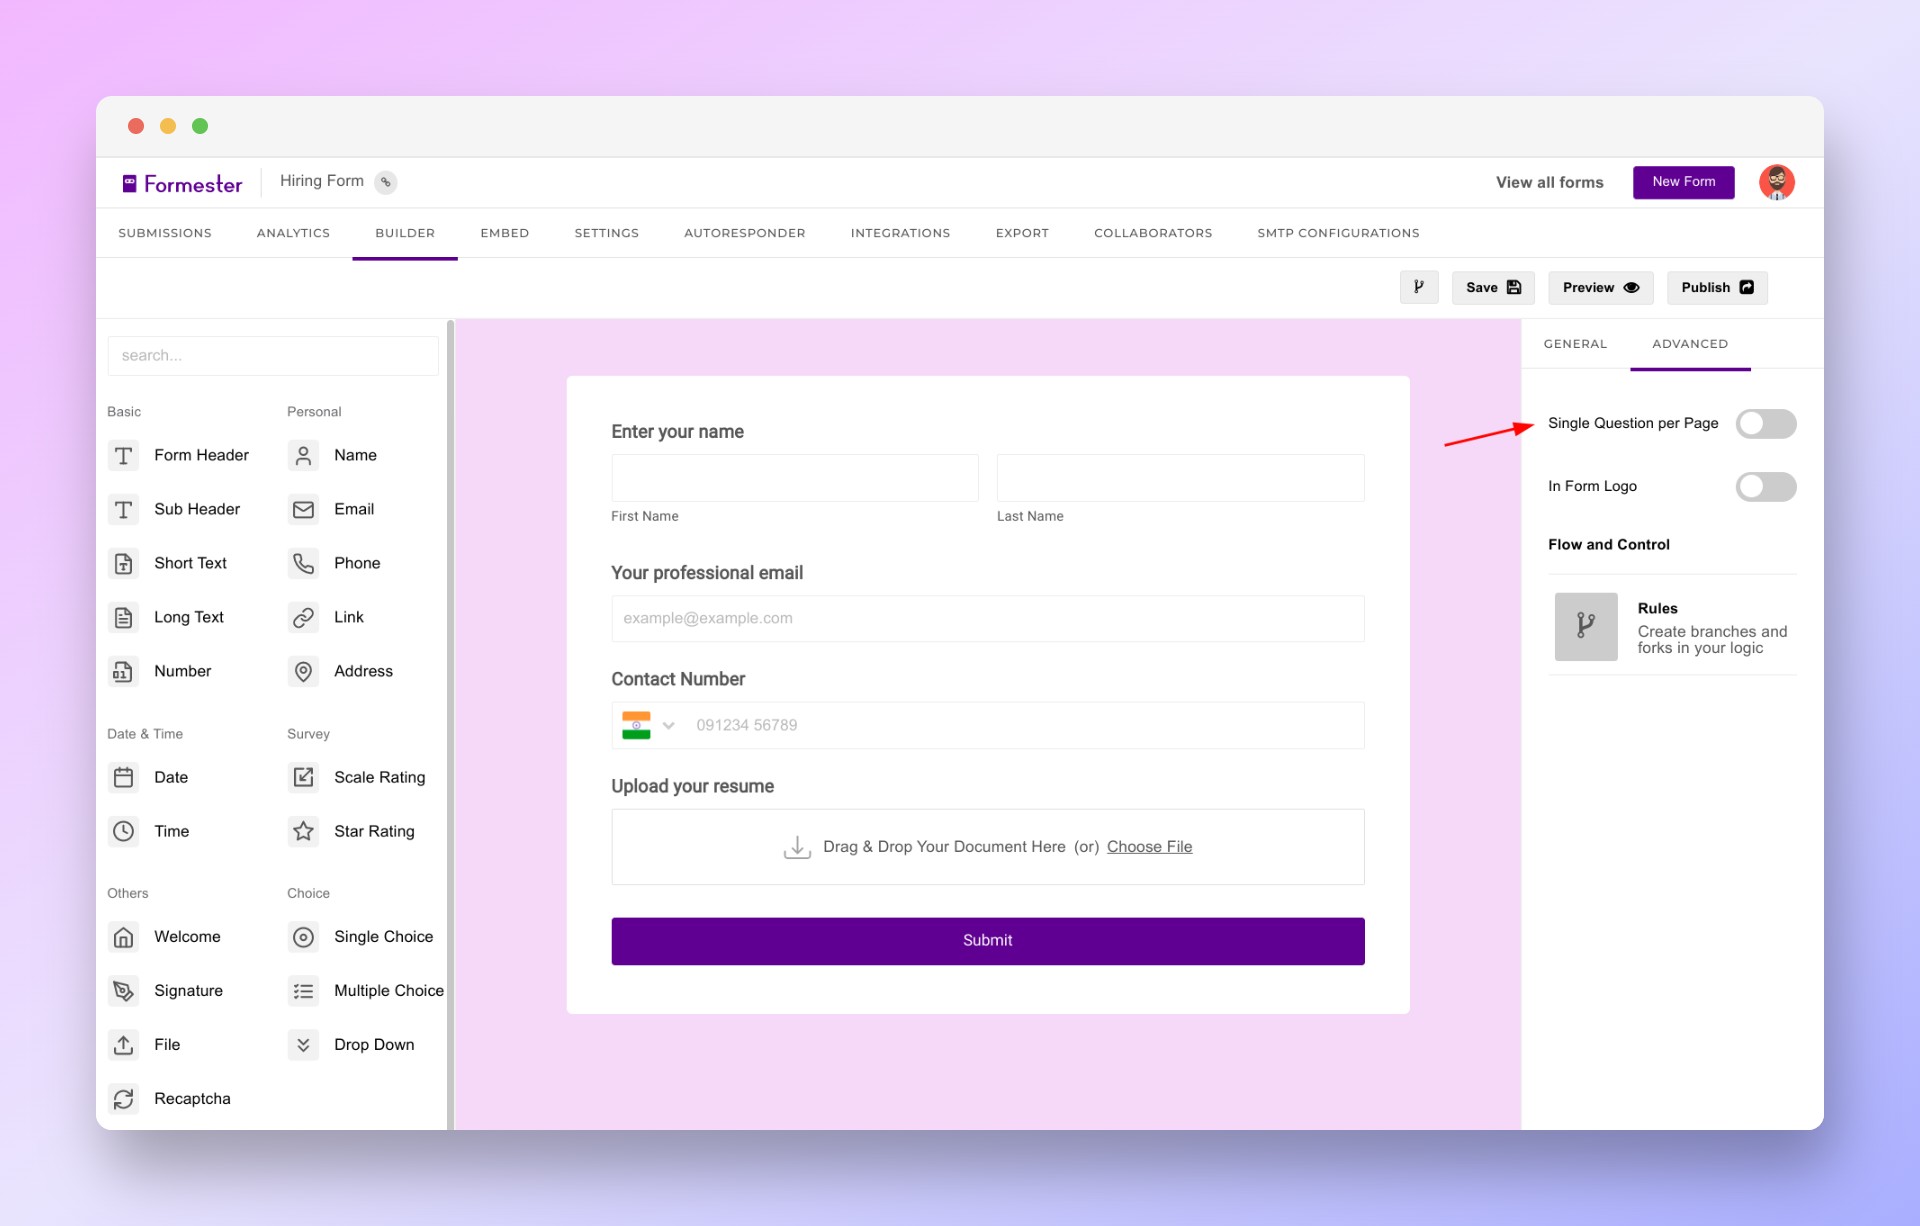 Formester
Hiring Form
View all forms
New Form
SUBMISSIONS
ANALYTICS
BUILDER
EMBED
SETTINGS
AUTORESPONDER
INTEGRATIONS
EXPORT
COLLABORATORS
SMTP CONFIGURATIONS
Save
Preview
Publish
search...
Basic
Form Header
Sub Header
Short Text
Long Text
Number
Personal
Name
Email
Phone
Link
Address
Date & Time
Date
Time
Survey
Scale Rating
Star Rating
Others
Welcome
Signature
File
Recaptcha
Choice
Single Choice
Multiple Choice
Drop Down
Enter your name
First Name
Last Name
Your professional email
example@example.com
Contact Number
091234 56789
Upload your resume
Drag & Drop Your Document Here (or) Choose File
Submit
GENERAL
ADVANCED
Single Question per Page
In Form Logo
Flow and Control
Rules
Create branches and
forks in your logic